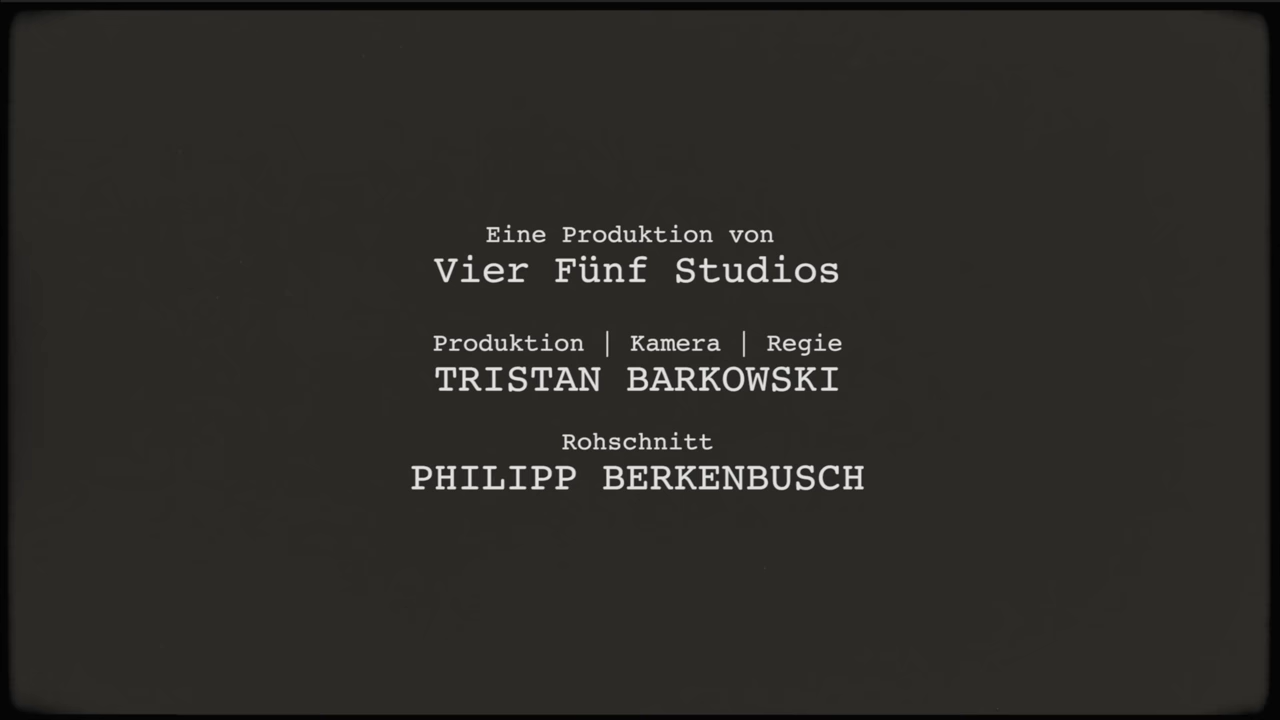 Eine Produktion von
Vier Fünf Studios
Produktion | Kamera | Regie
TRISTAN BARKOWSKI
Rohschnitt
PHILIPP BERKENBUSCH